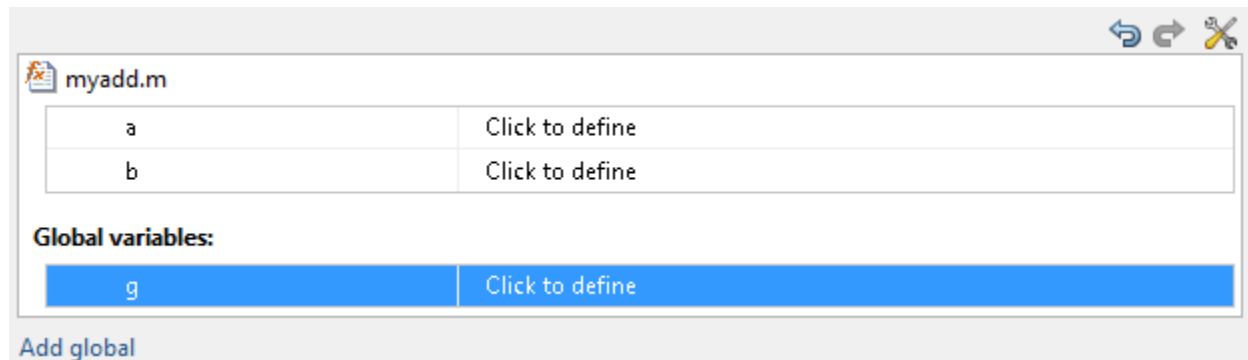 myadd.m
a Click to define
b Click to define
Global variables:
g Click to define
Add global